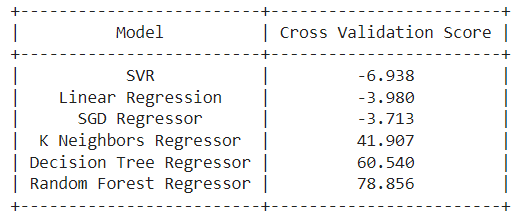 +-------------------------+------------------------+
|          Model          | Cross Validation Score |
+-------------------------+------------------------+
|           SVR           |         -6.938         |
|    Linear Regression    |         -3.980         |
|      SGD Regressor      |         -3.713         |
|  K Neighbors Regressor  |         41.907         |
| Decision Tree Regressor |         60.540         |
| Random Forest Regressor |         78.856         |
+-------------------------+------------------------+